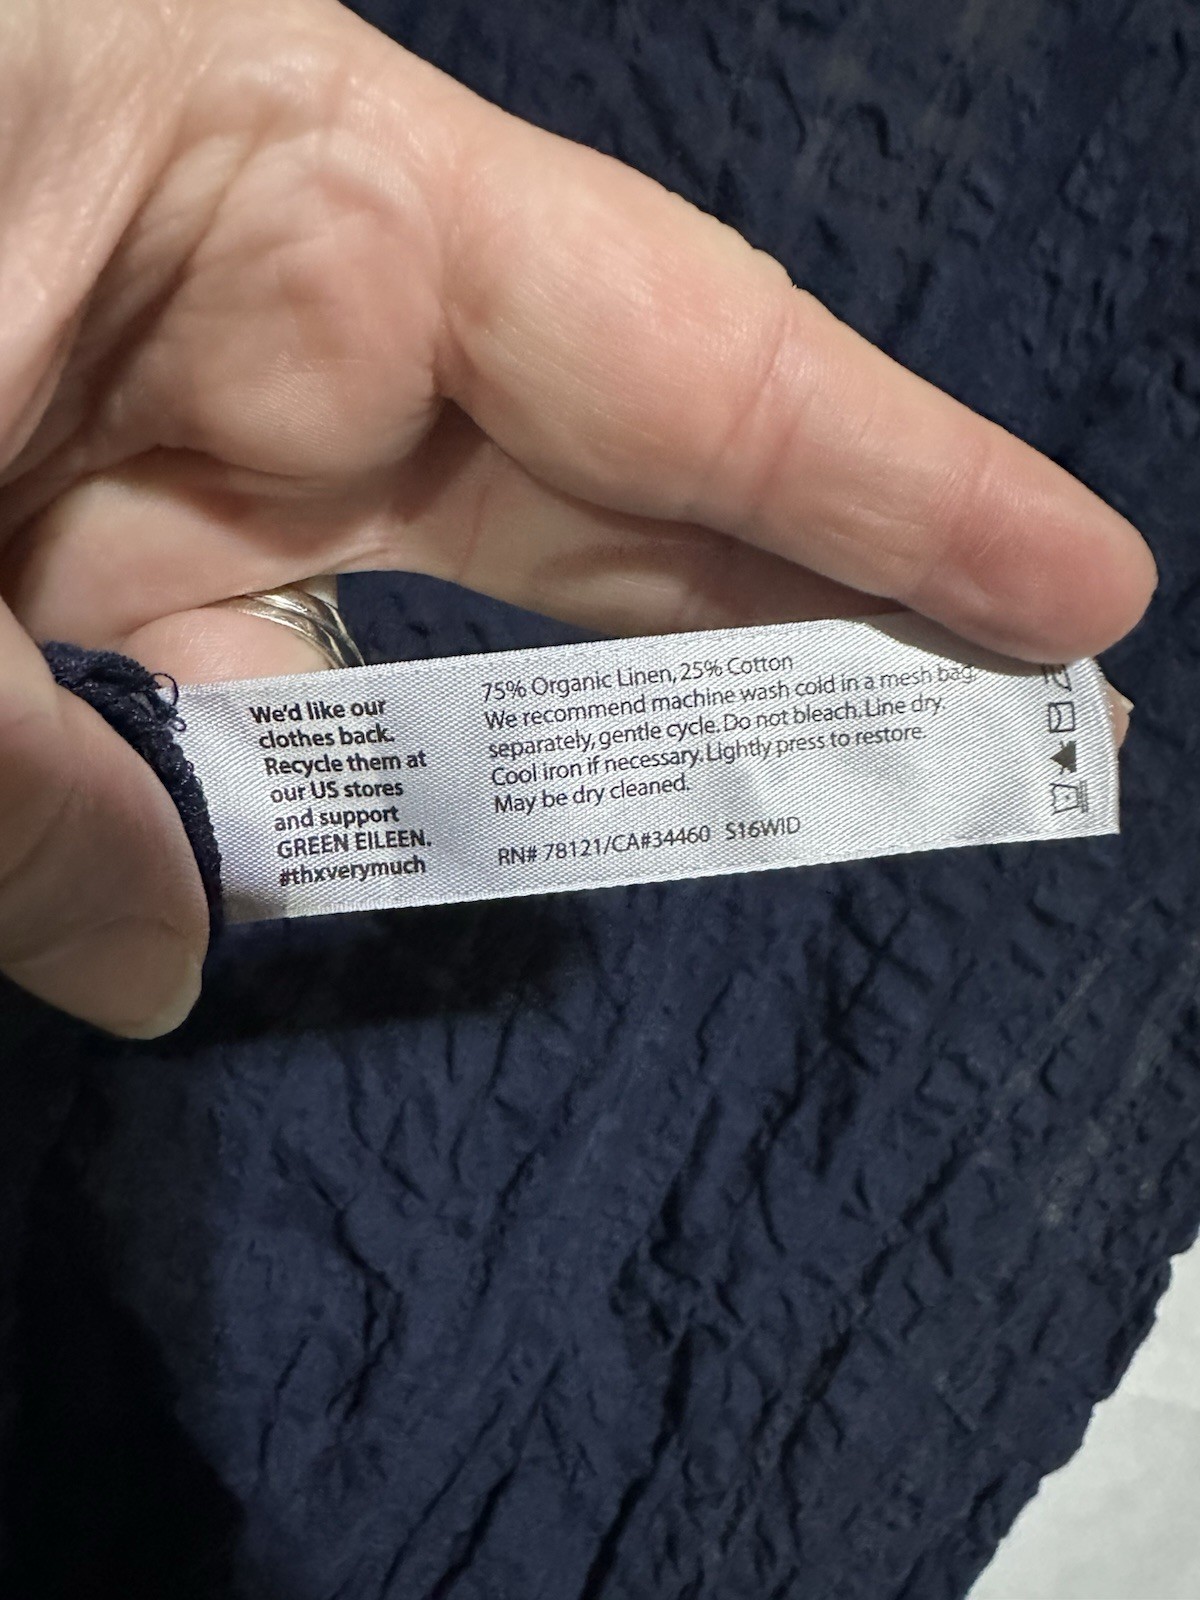 We'd like our
clothes back.
Recycle them at
our US stores
and support
GREEN EILEEN.
#thxverymuch
75% Organic Linen, 25% Cotton
We recommend machine wash cold in a mesh bag,
separately, gentle cycle. Do not bleach. Line dry.
Cool iron if necessary. Lightly press to restore.
May be dry cleaned.
RN# 78121/CA#34460 S16WID